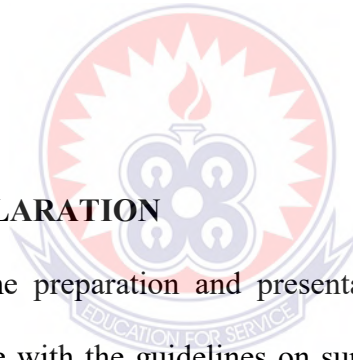 LARATION
ne preparation and presenta
EDUCATION FOR SERVICE
e with the guidelines on su